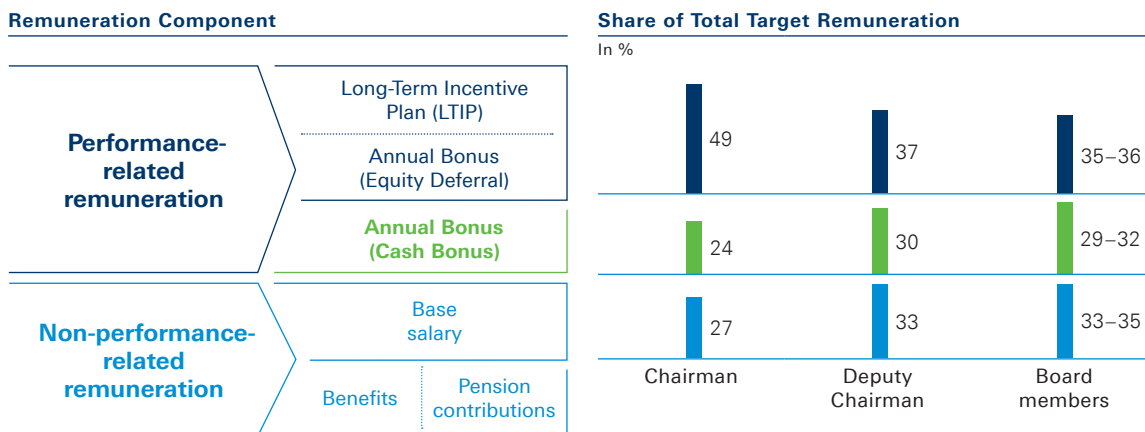 Remuneration Component
Performance-
related
remuneration
Long-Term Incentive
Plan (LTIP)
Annual Bonus
(Equity Deferral)
Annual Bonus
(Cash Bonus)
Non-performance-
related
remuneration
Base
salary
Benefits
Pension
contributions
Share of Total Target Remuneration
In %
49
37
35–36
24
30
29–32
27
33
33–35
Chairman
Deputy
Chairman
Board
members